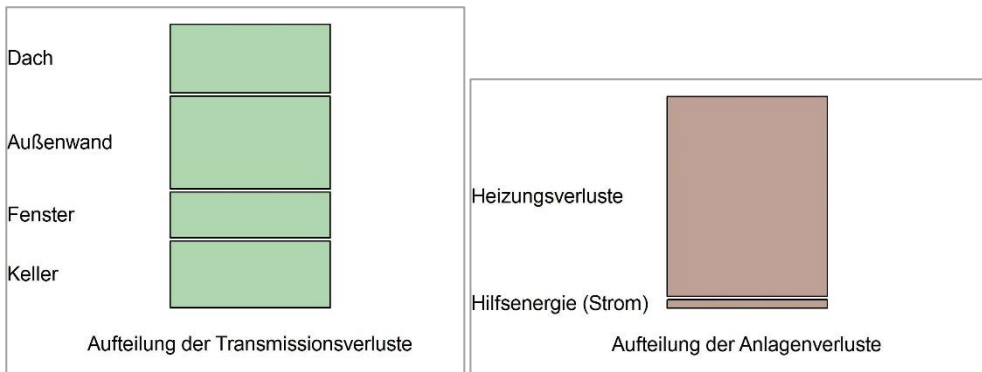 Dach
Außenwand
Fenster
Keller
Aufteilung der Transmissionsverluste
Heizungsverluste
Hilfsenergie (Strom)
Aufteilung der Anlagenverluste